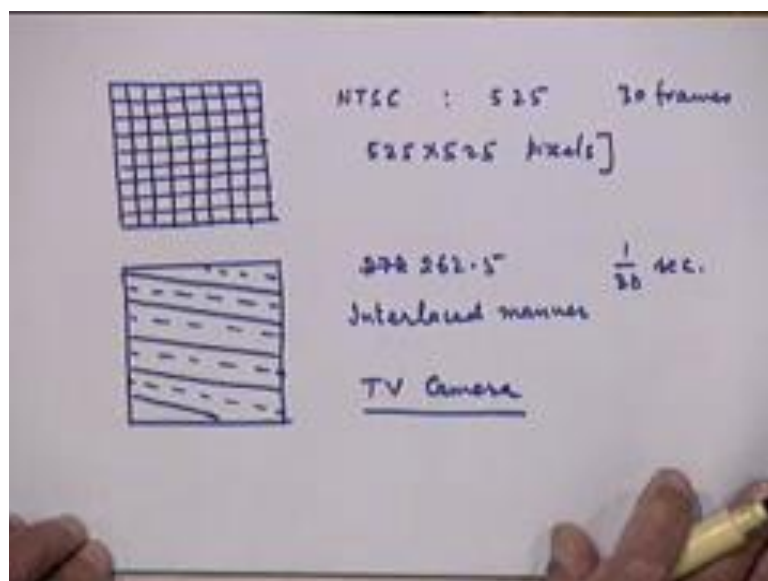 NTSC : 525 30 frames
525×525 pixels]
262.5 1/30 sec.
Interlaced manner
TV Camera